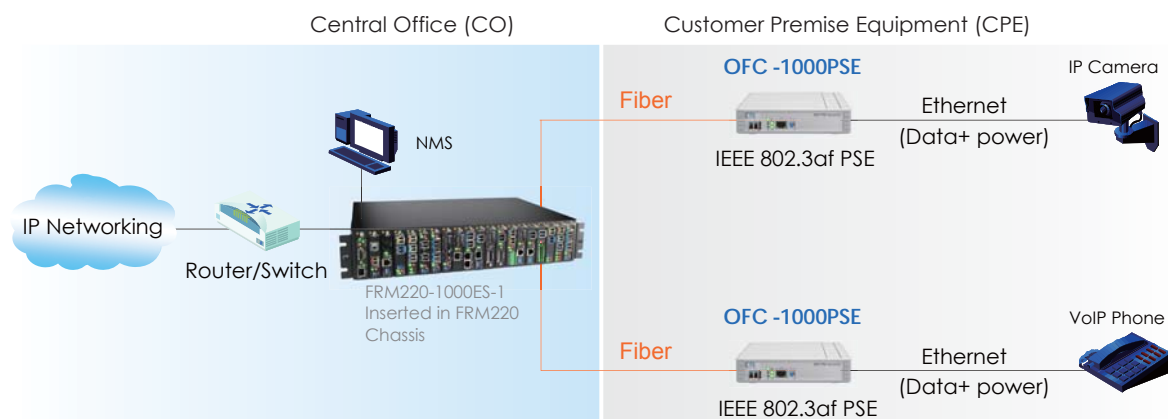 Central Office (CO)
Customer Premise Equipment (CPE)
OFC -1000PSE
IP Camera
Fiber
Ethernet
(Data+ power)
IEEE 802.3af PSE
NMS
IP Networking
Router/Switch
FRM220-1000ES-1
Inserted in FRM220
Chassis
OFC -1000PSE
VoIP Phone
Fiber
Ethernet
(Data+ power)
IEEE 802.3af PSE